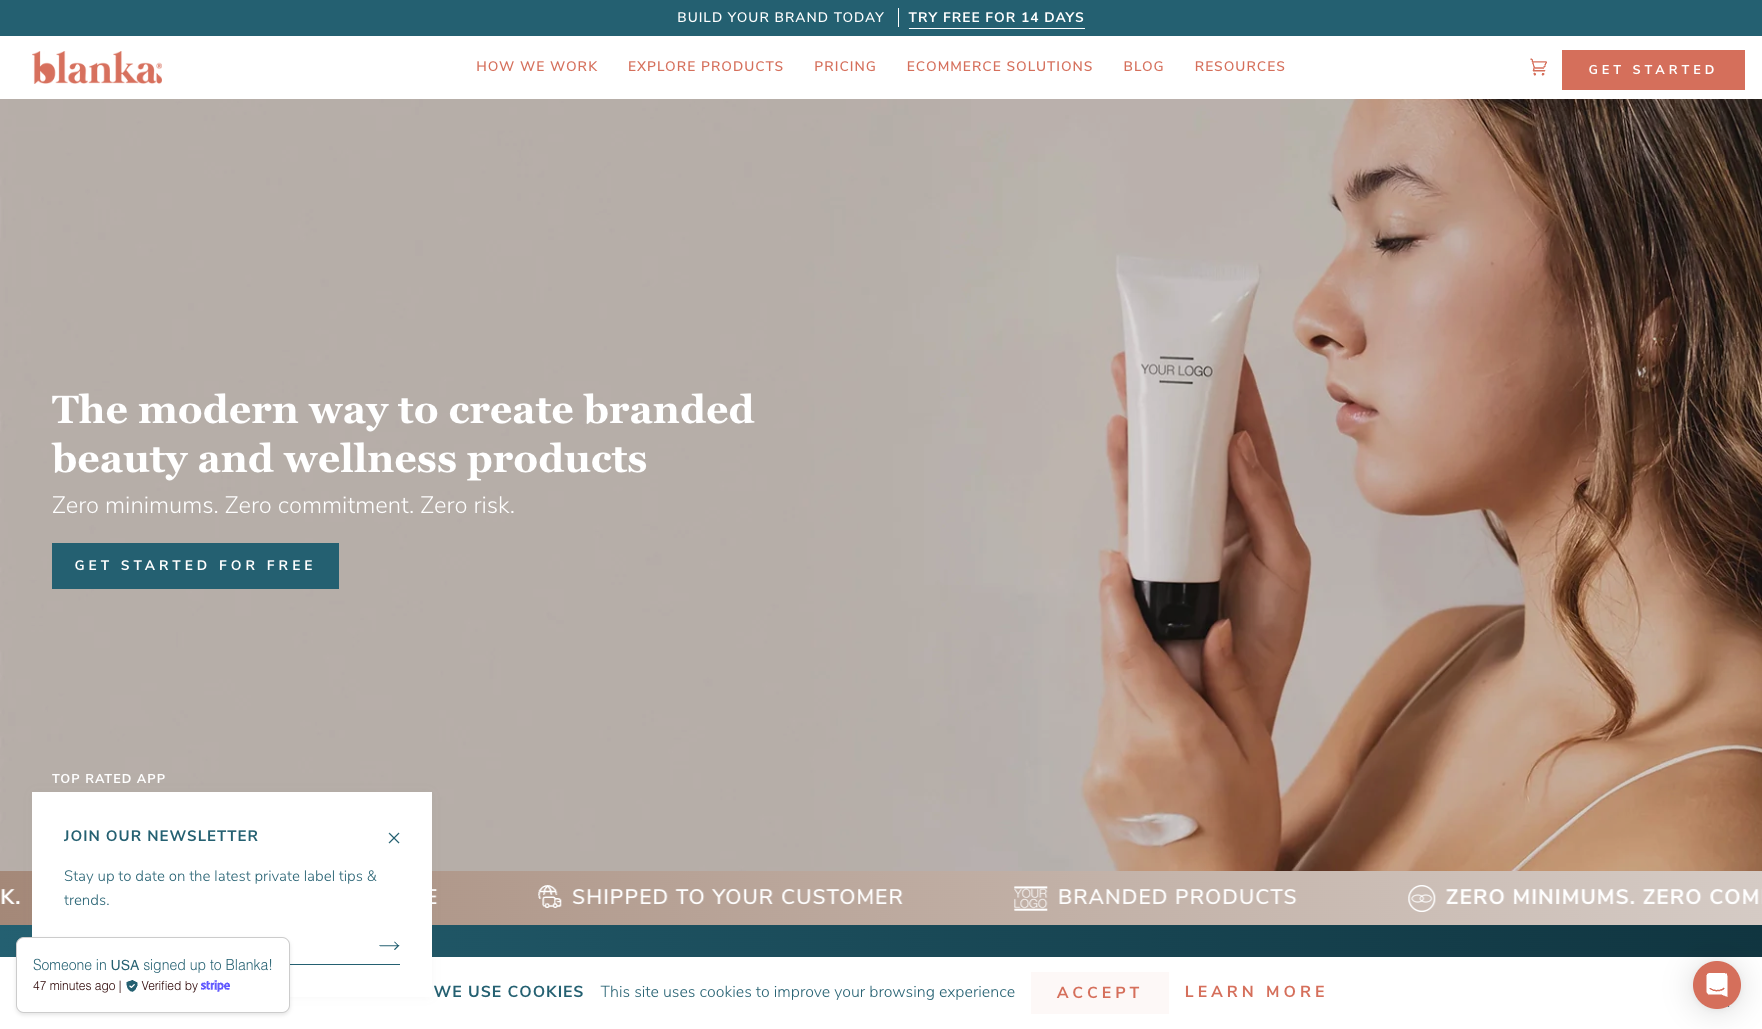 BUILD YOUR BRAND TODAY | TRY FREE FOR 14 DAYS
blanka
HOW WE WORK EXPLORE PRODUCTS PRICING ECOMMERCE SOLUTIONS BLOG RESOURCES
GET STARTED
YOUR LOGO
The modern way to create branded
beauty and wellness products
Zero minimums. Zero commitment. Zero risk.
GET STARTED FOR FREE
TOP RATED APP
JOIN OUR NEWSLETTER
Stay up to date on the latest private label tips &
trends.
K. E SHIPPED TO YOUR CUSTOMER YOUR LOGO BRANDED PRODUCTS ZERO MINIMUMS. ZERO COM
Someone in USA signed up to Blanka!
47 minutes ago | Verified by stripe
WE USE COOKIES This site uses cookies to improve your browsing experience ACCEPT LEARN MORE